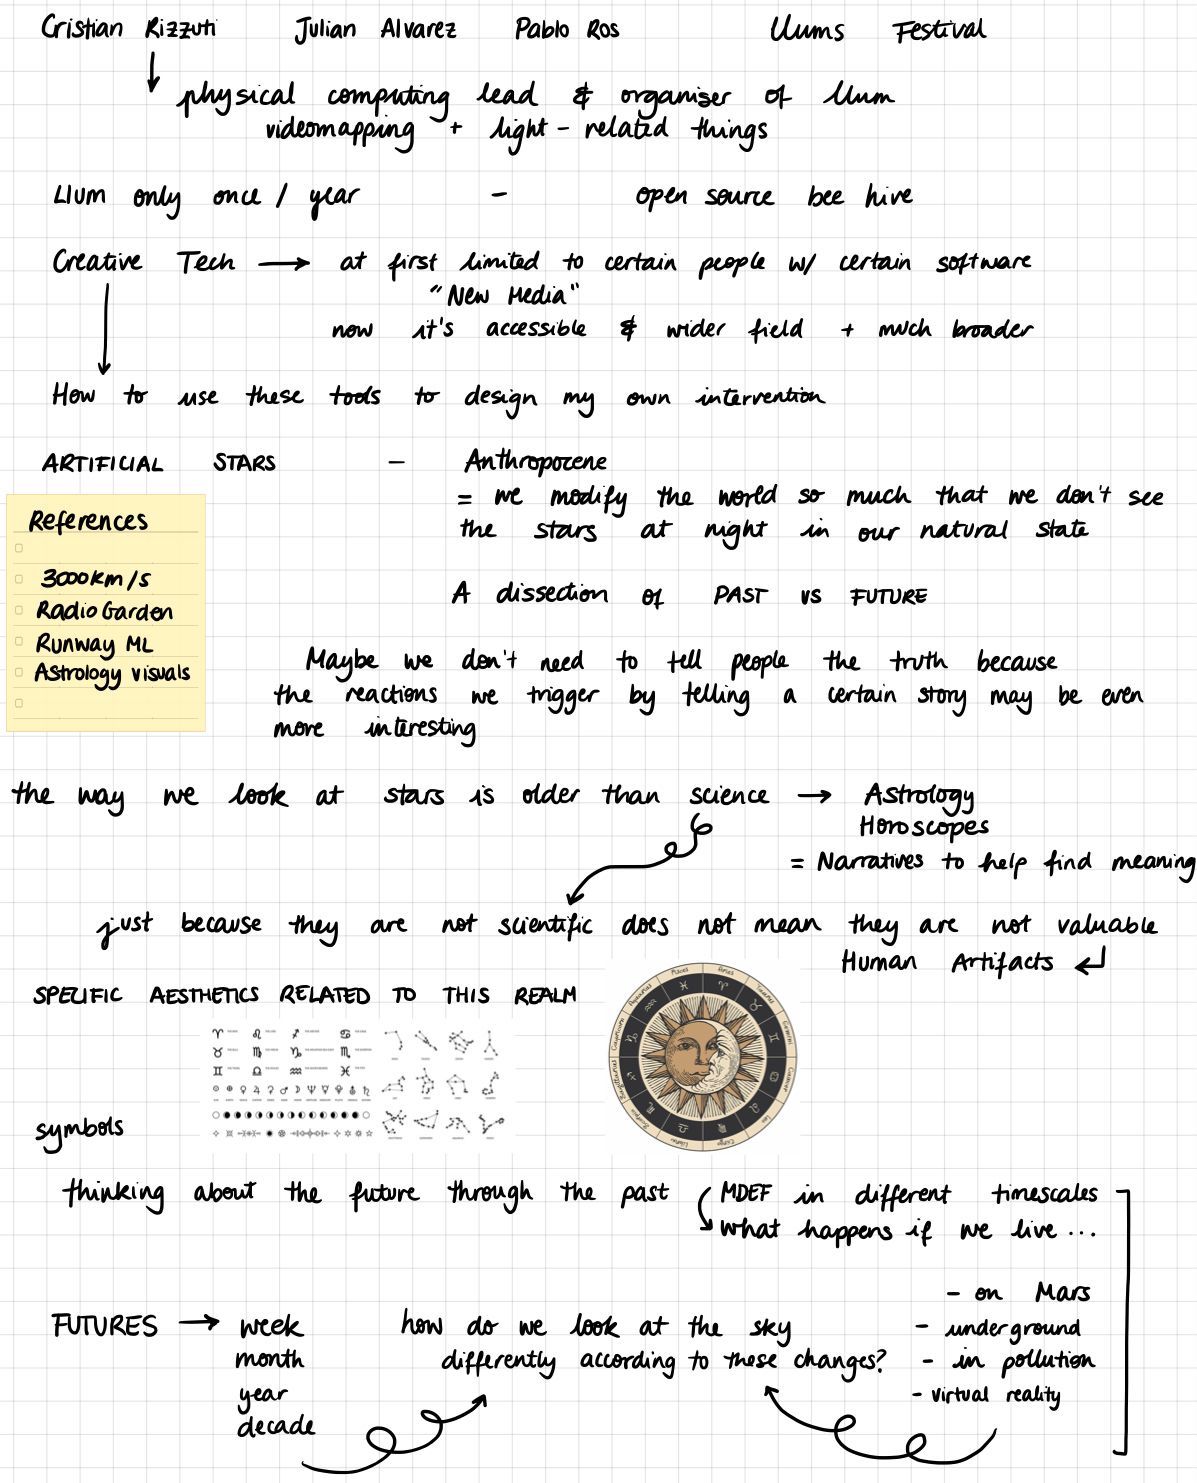 Cristian Rizzuti Julian Alvarez Pablo Ros Llums Festival
physical computing lead & organiser of llum
videomapping + light - related things
Llum only once / year - open source bee hive
Creative Tech → at first limited to certain people w/ certain software
"New Media"
now it's accessible & wider field + much broader
How to use these tools to design my own intervention
ARTIFICIAL STARS - Anthropocene
= we modify the world so much that we don't see
the stars at night in our natural state
References
3000km/s
Radio Garden
Runway ML
Astrology visuals
A dissection of PAST vs FUTURE
Maybe we don't need to tell people the truth because
the reactions we trigger by telling a certain story may be even
more interesting
the way we look at stars is older than science → Astrology
Horoscopes
= Narratives to help find meaning
just because they are not scientific does not mean they are not valuable
Human Artifacts
SPECIFIC AESTHETICS RELATED TO THIS REALM
Pisces Aries Taurus Gemini Cancer Leo Virgo Libra Scorpio Sagittarius Capricorn Aquarius
symbols
thinking about the future through the past MDEF in different timescales
what happens if we live ...
- on Mars
FUTURES → week how do we look at the sky - underground
month differently according to these changes? - in pollution
year - virtual reality
decade